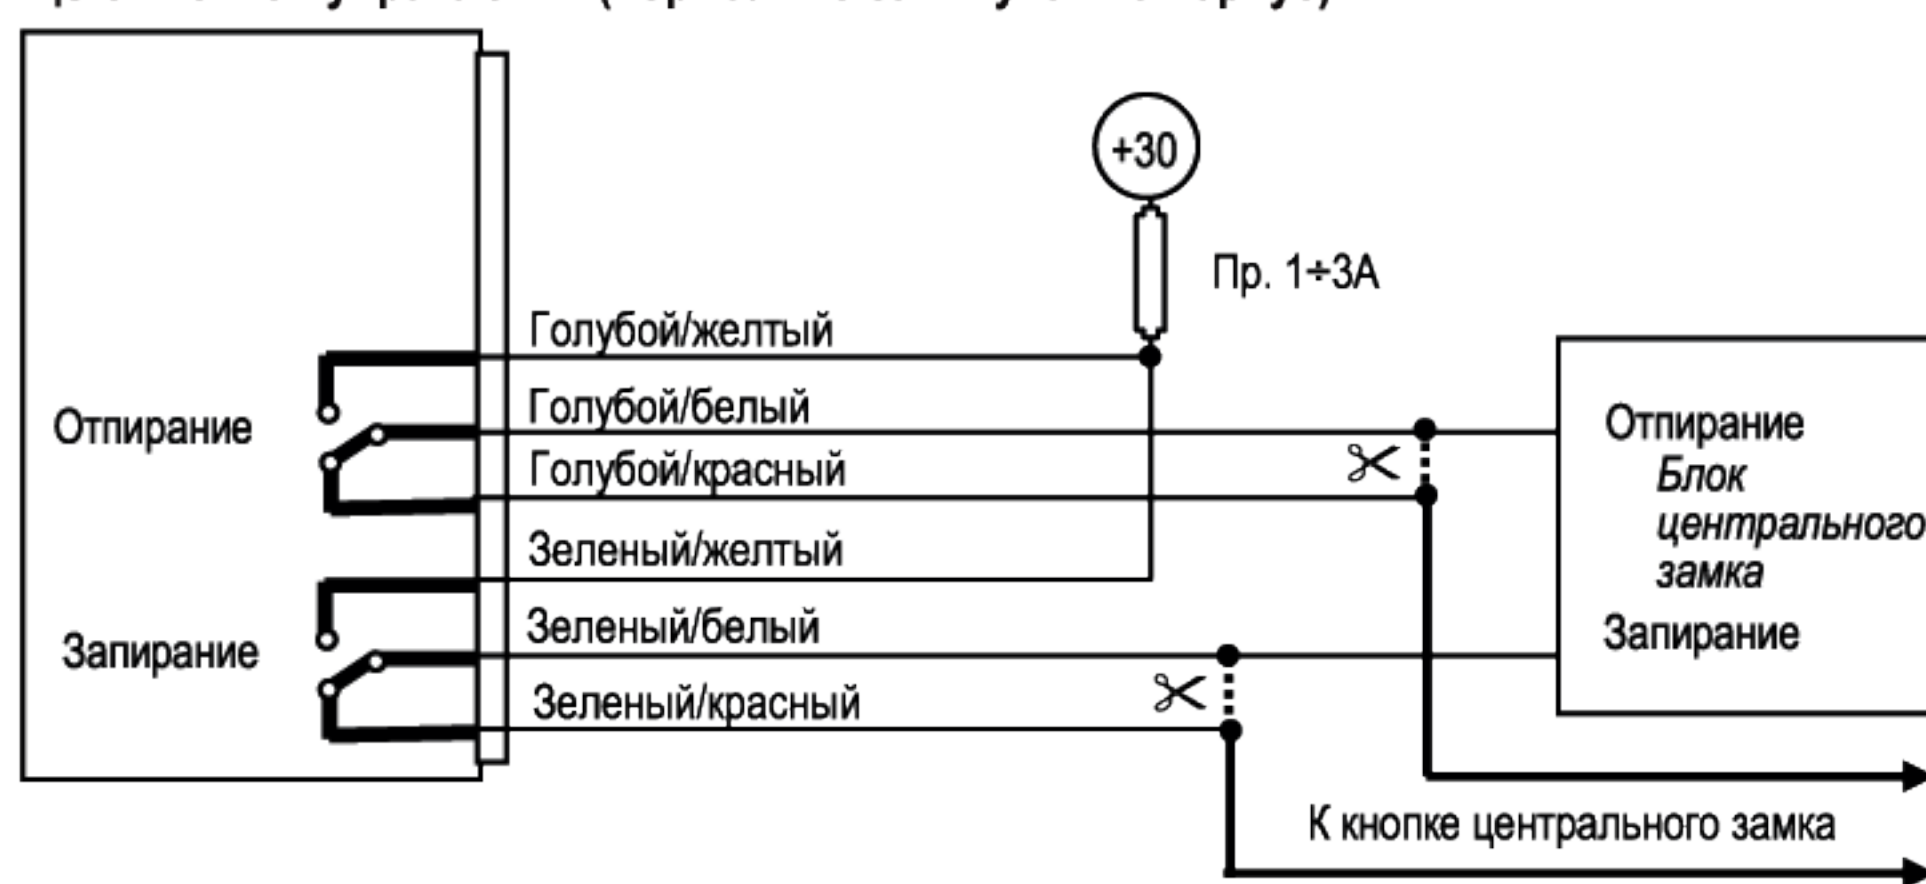 +30
Пр. 1÷3А
Голубой/желтый
Голубой/белый
Отпирание
Голубой/красный
Зеленый/желтый
Запирание
Зеленый/белый
Зеленый/красный
Отпирание
Блок
центрального
замка
Запирание
К кнопке центрального замка